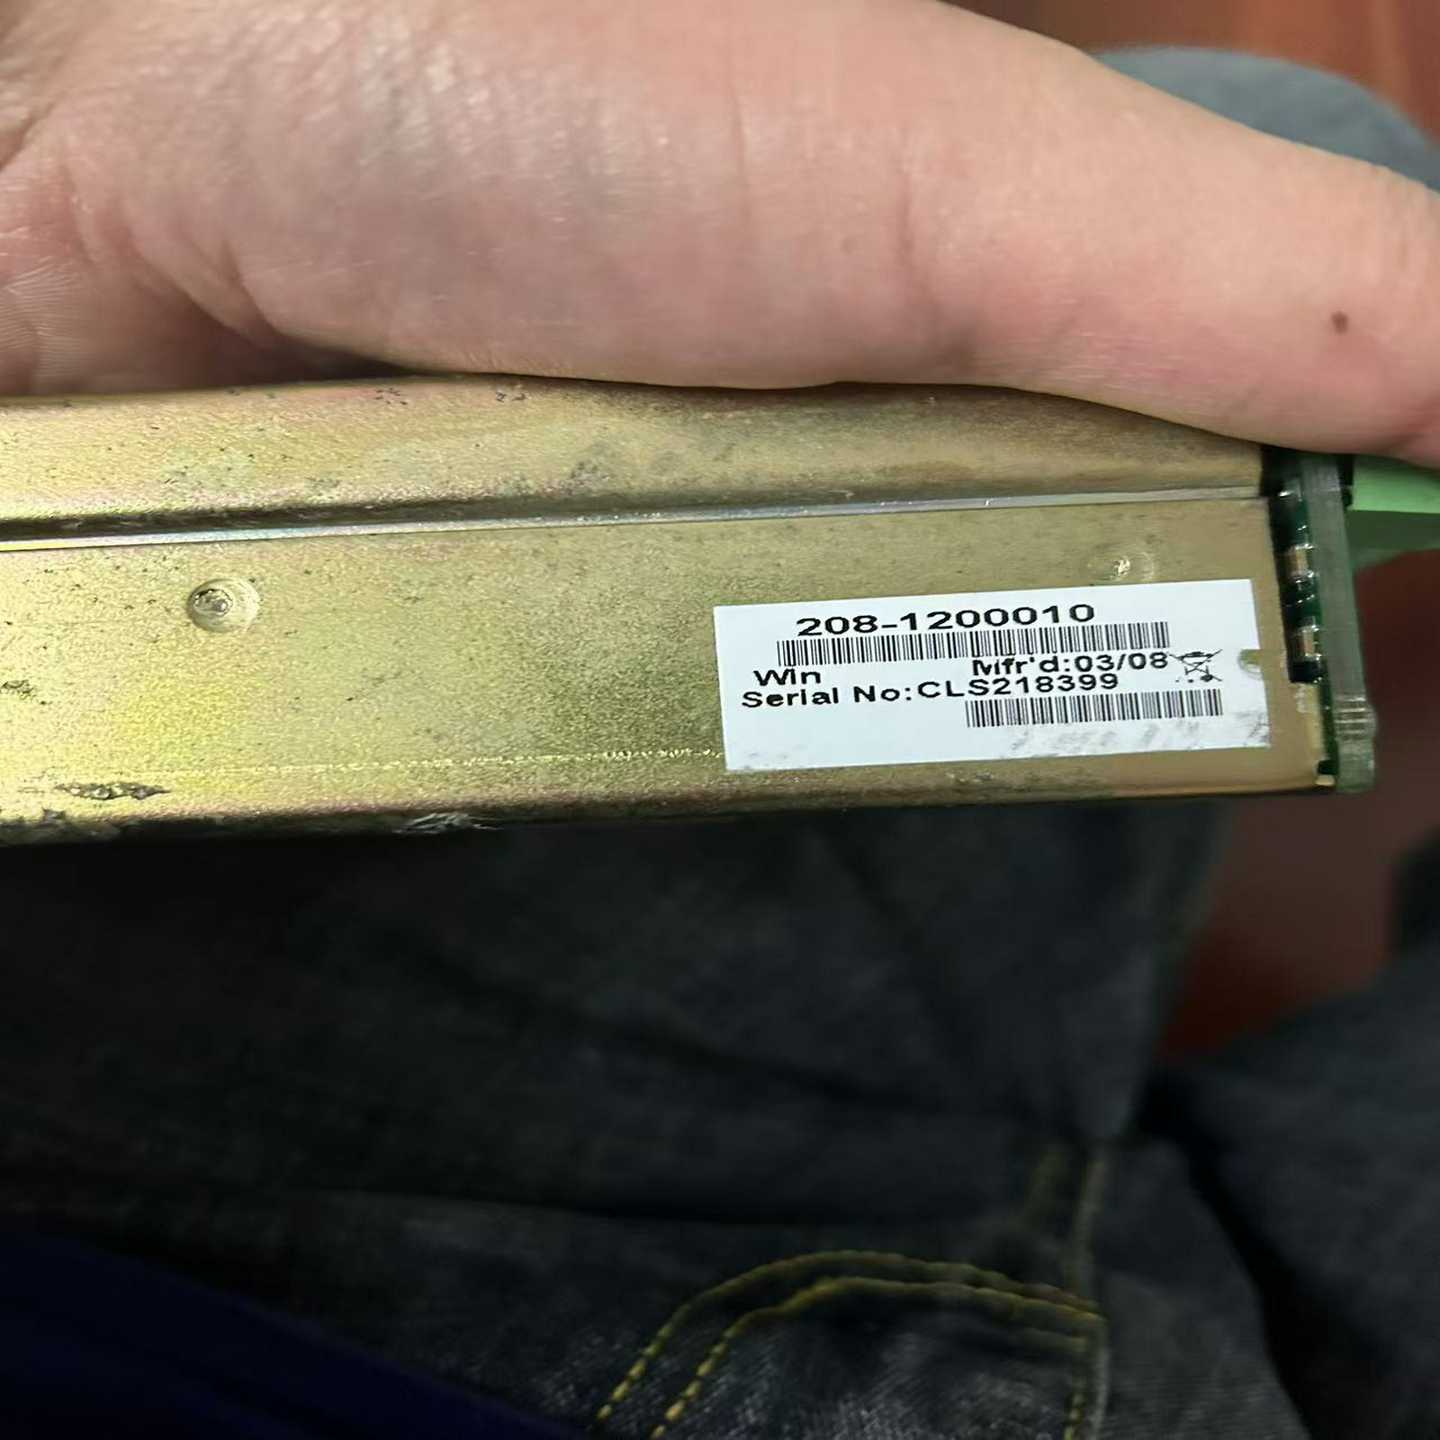 208-1200010
Win Mfr'd:03/08
Serial No:CLS218399